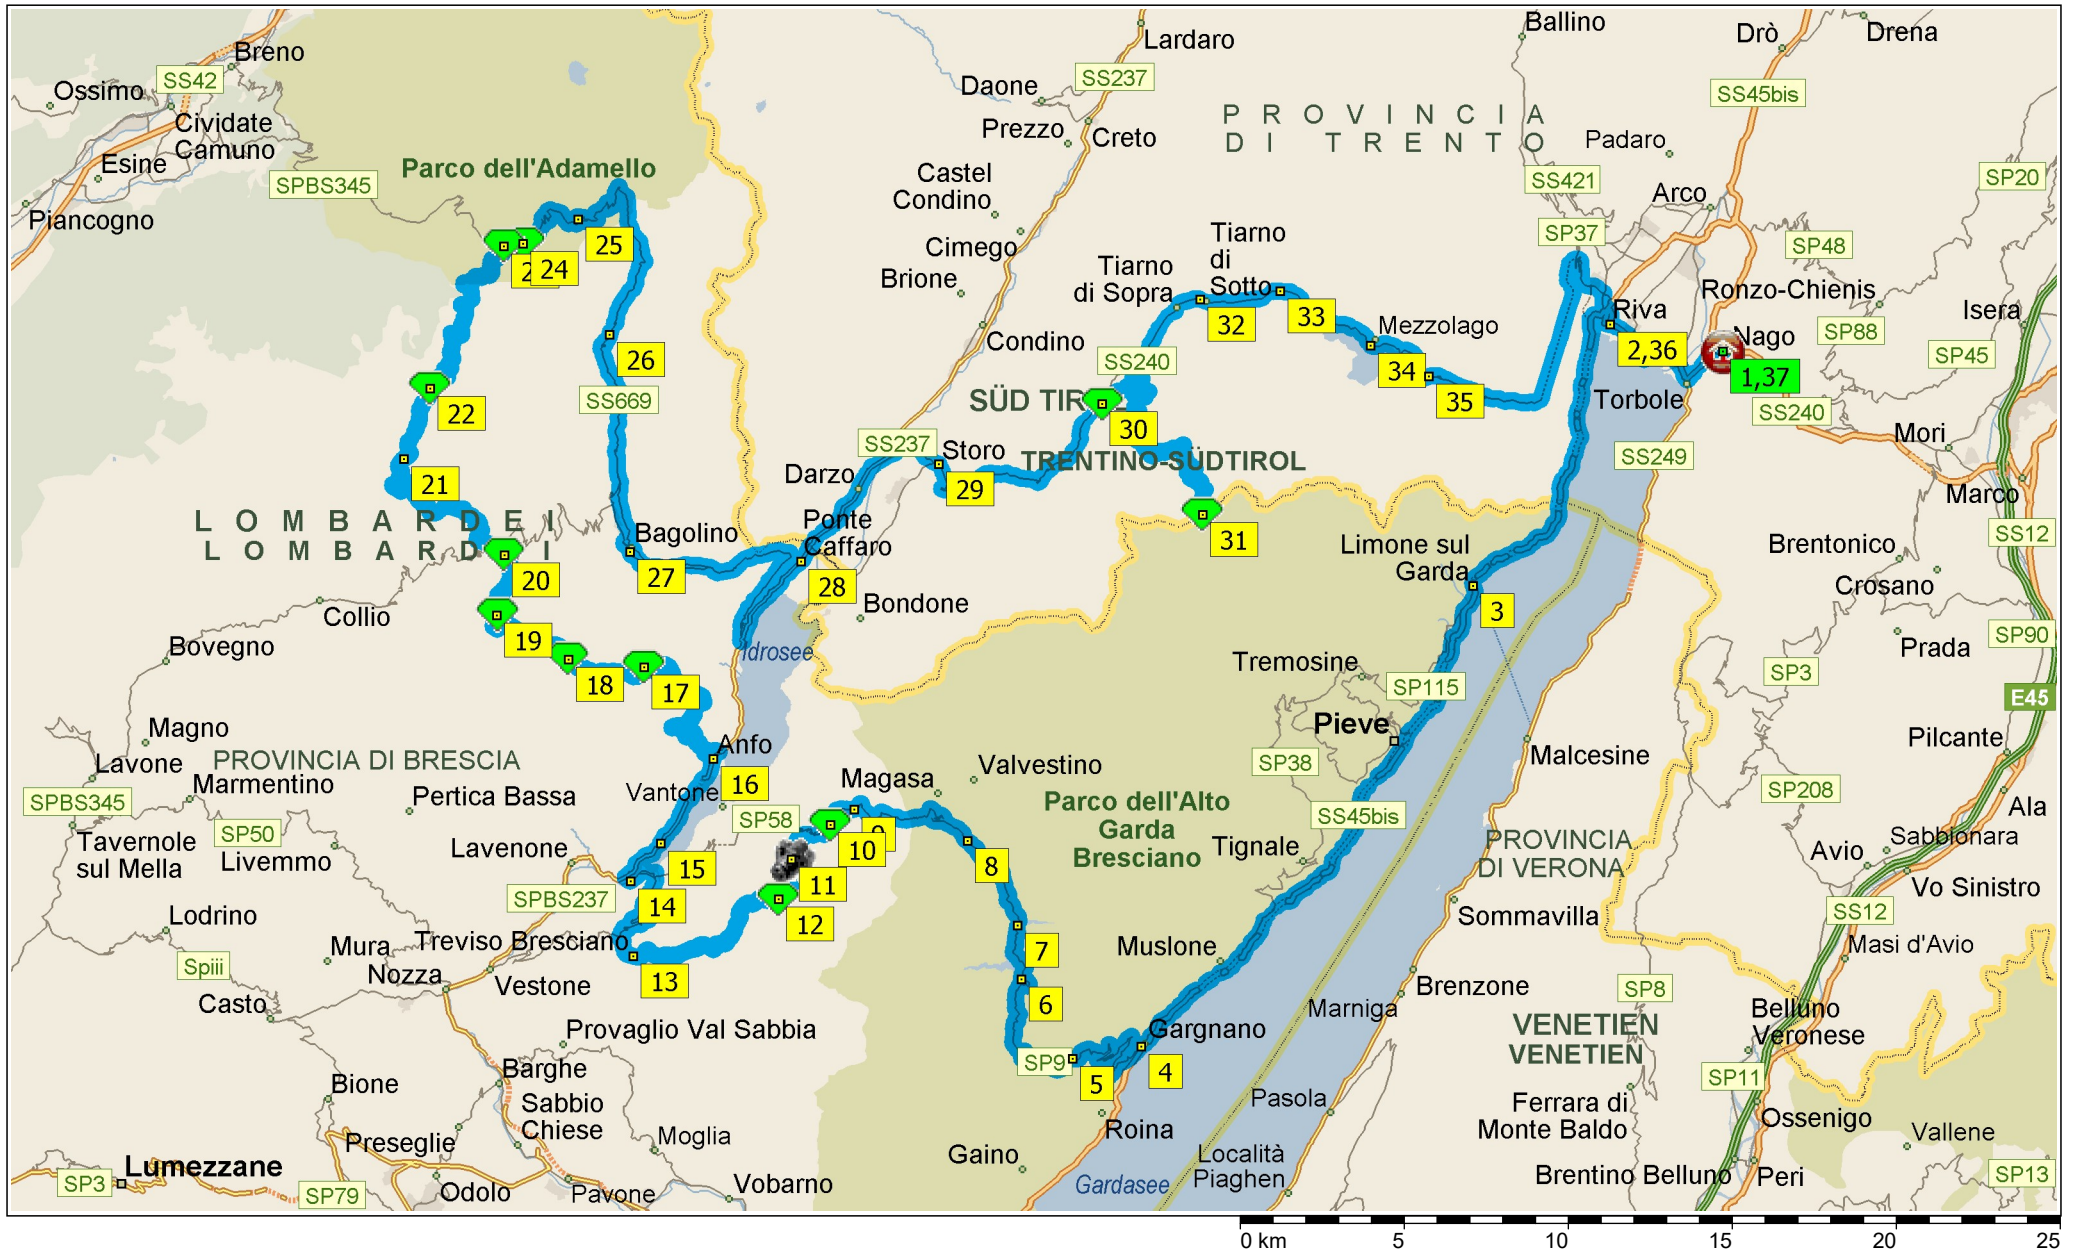 Breno
SS42
Ossimo
Cividate
Camuno
Esine
SPBS345
Piancogno
Parco dell'Adamello
Lardaro
SS237
Daone
Prezzo
Creto
Castel
Condino
Cimego
Brione
Condino
Ballino
PROVINCIA
DI TRENTO
Drò
Drena
SS45bis
Padaro
SS421
Arco
SP20
SP37
SP48
Ronzo-Chienis
Isera
Riva
Nago
SP88
SP45
2,36
1,37
Torbole
SS240
Mori
SS249
Marco
SS12
Tiarno
di
Sotto
Tiarno
di Sopra
32
33
Mezzolago
34
35
SS240
SÜD TIR
30
TRENTINO-SÜDTIROL
31
25
24
26
SS669
22
21
LOMBARDEI
LOMBARDI
20
19
18
17
SS237
Storo
29
Darzo
Ponte
Caffaro
28
Bagolino
27
Bondone
Idrosee
Collio
Bovegno
Magno
Lavone
Marmentino
PROVINCIA DI BRESCIA
SPBS345
Pertica Bassa
Tavernole
sul Mella
SP50
Livemmo
Lodrino
Anfo
16
Vantone
SP58
Lavenone
15
SPBS237
14
Treviso Bresciano
13
Mura
Nozza
Vestone
Spiii
Casto
Magasa
Valvestino
9
10
11
12
8
7
6
SP9
5
4
Gargnano
Parco dell'Alto
Garda
Bresciano
Limone sul
Garda
3
Tremosine
SP115
Pieve
SP38
SS45bis
Tignale
Muslone
Malcesine
PROVINCIA
DI VERONA
Sommavilla
Brenzone
Marniga
Pasola
Località
Piaghen
Gardasee
Roina
Gaino
Brentonico
Crosano
Prada
SP90
SP3
E45
Pilcante
SP208
Ala
Sabbionara
Avio
Vo Sinistro
SS12
Masi d'Avio
SP8
VENETIEN
VENETIEN
Belluno
Veronese
SP11
Ferrara di
Monte Baldo
Ossenigo
Vallene
Brentino Belluno
Peri
SP13
Provaglio Val Sabbia
Barghe
Bione
Sabbio
Chiese
Preseglie
Moglia
Lumezzane
SP3
SP79
Odolo
Pavone
Vobarno
0 km
5
10
15
20
25